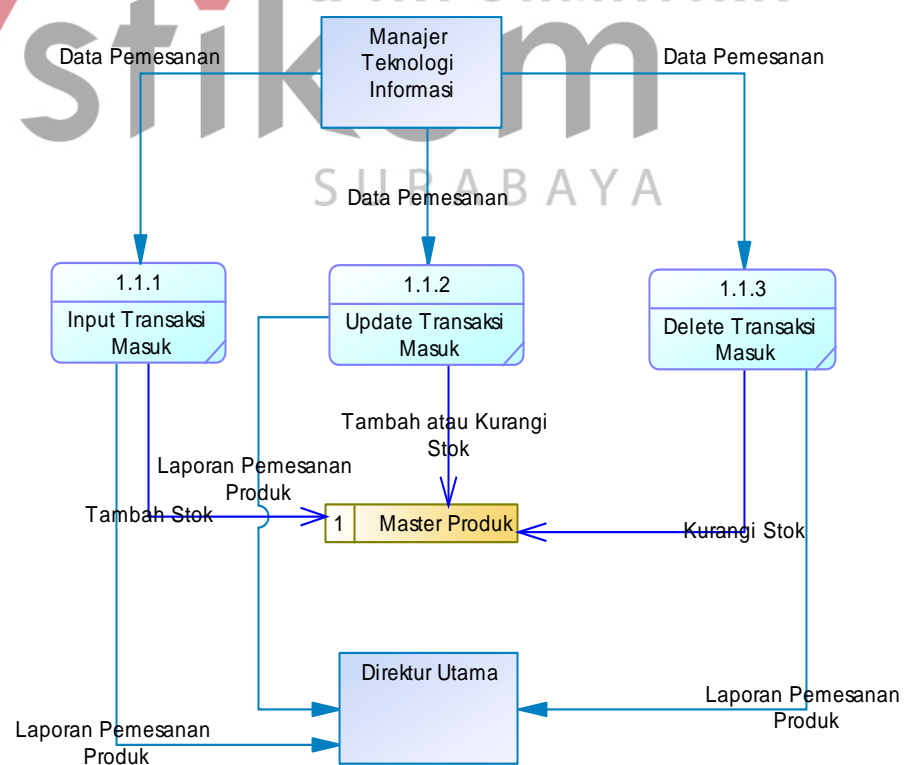 stikom
SURABAYA
Manajer
Teknologi
Informasi
Data Pemesanan
Data Pemesanan
Data Pemesanan
1.1.1
Input Transaksi
Masuk
1.1.2
Update Transaksi
Masuk
1.1.3
Delete Transaksi
Masuk
Tambah atau Kurangi
Stok
Laporan Pemesanan
Produk
Tambah Stok
1 Master Produk
Kurangi Stok
Direktur Utama
Laporan Pemesanan
Produk
Laporan Pemesanan
Produk